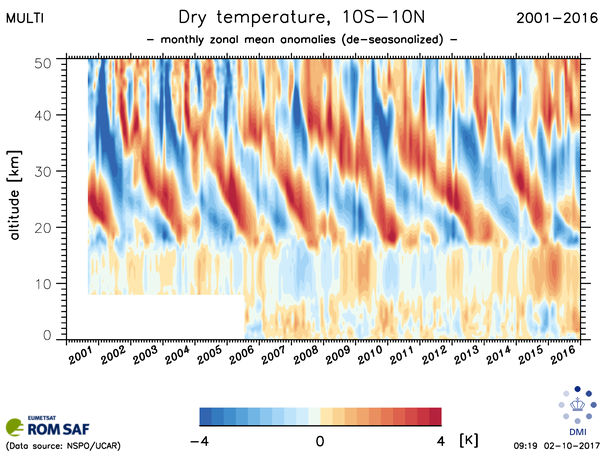 MULTI Dry temperature, 10S-10N 2001-2016
- monthly zonal mean anomalies (de-seasonalized) -
altitude [km]
50
40
30
20
10
0
2001 2002 2003 2004 2005 2006 2007 2008 2009 2010 2011 2012 2013 2014 2015 2016
-4 0 4 [K]
EUMETSAT
ROM SAF
(Data source: NSPO/UCAR)
DMI
09:19 02-10-2017